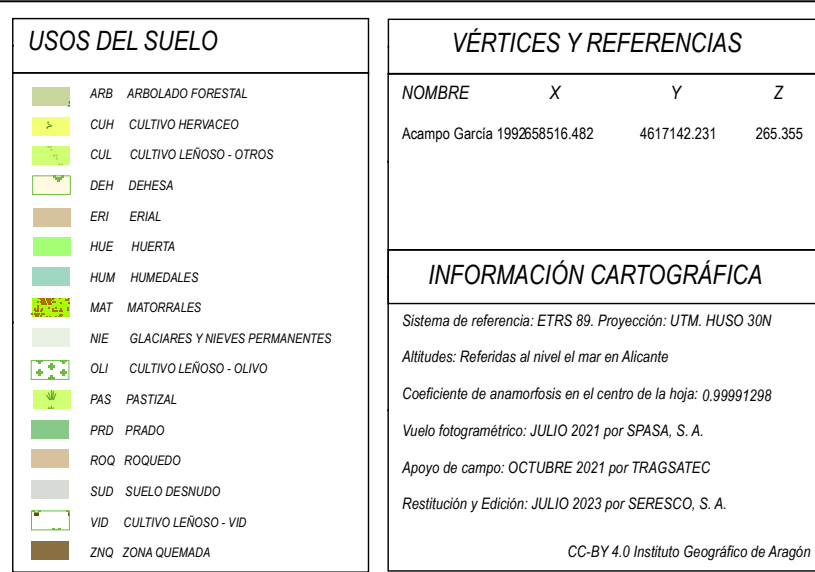 USOS DEL SUELO
ARB ARBOLADO FORESTAL
CUH CULTIVO HERVACEO
CUL CULTIVO LEÑOSO - OTROS
DEH DEHESA
ERI ERIAL
HUE HUERTA
HUM HUMEDALES
MAT MATORRALES
NIE GLACIARES Y NIEVES PERMANENTES
OLI CULTIVO LEÑOSO - OLIVO
PAS PASTIZAL
PRD PRADO
ROQ ROQUEDO
SUD SUELO DESNUDO
VID CULTIVO LEÑOSO - VID
ZNQ ZONA QUEMADA
VÉRTICES Y REFERENCIAS
NOMBRE X Y Z
Acampo García 1992 658516.482 4617142.231 265.355
INFORMACIÓN CARTOGRÁFICA
Sistema de referencia: ETRS 89. Proyección: UTM. HUSO 30N
Altitudes: Referidas al nivel el mar en Alicante
Coeficiente de anamorfosis en el centro de la hoja: 0.99991298
Vuelo fotogramétrico: JULIO 2021 por SPASA, S. A.
Apoyo de campo: OCTUBRE 2021 por TRAGSATEC
Restitución y Edición: JULIO 2023 por SERESCO, S. A.
CC-BY 4.0 Instituto Geográfico de Aragón